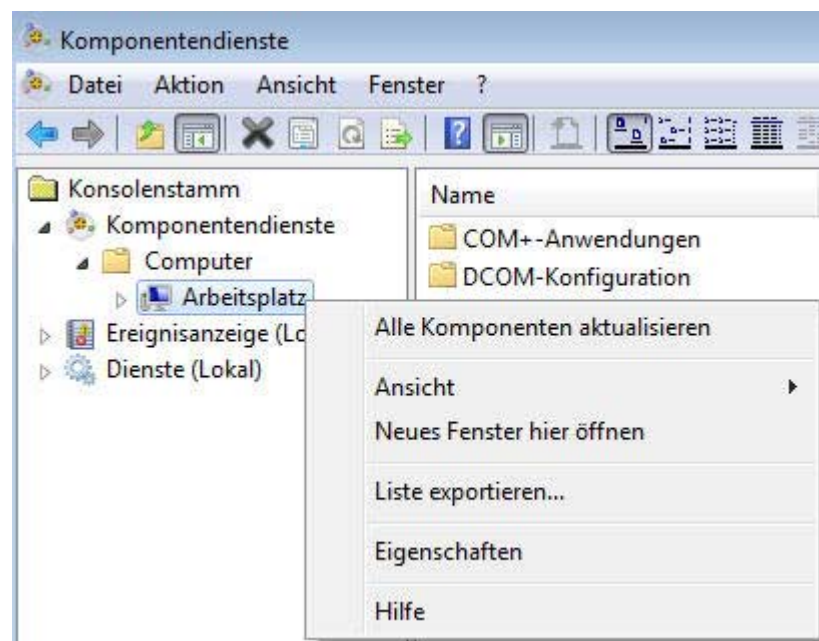 Komponentendienste
Datei Aktion Ansicht Fenster ?
Konsolenstamm
Komponentendienste
Computer
Arbeitsplatz
Ereignisanzeige (Lo
Dienste (Lokal)
Name
COM+-Anwendungen
DCOM-Konfiguration
Alle Komponenten aktualisieren
Ansicht
Neues Fenster hier öffnen
Liste exportieren...
Eigenschaften
Hilfe